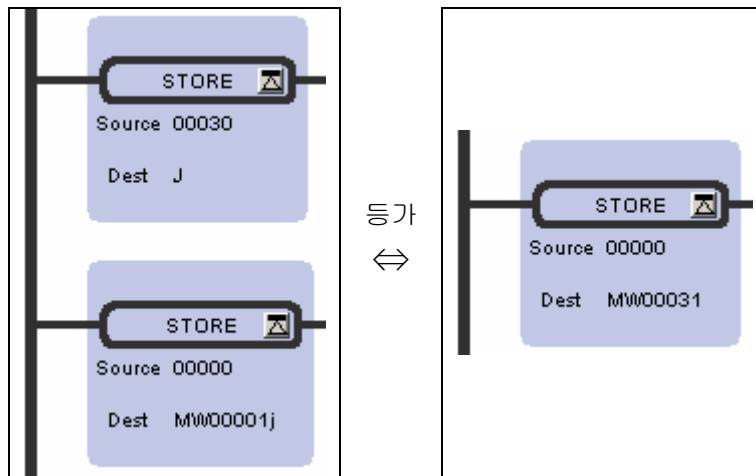 STORE
Source 00030
Dest J
STORE
Source 00000
Dest MW00001j
등가
⇔
STORE
Source 00000
Dest MW00031